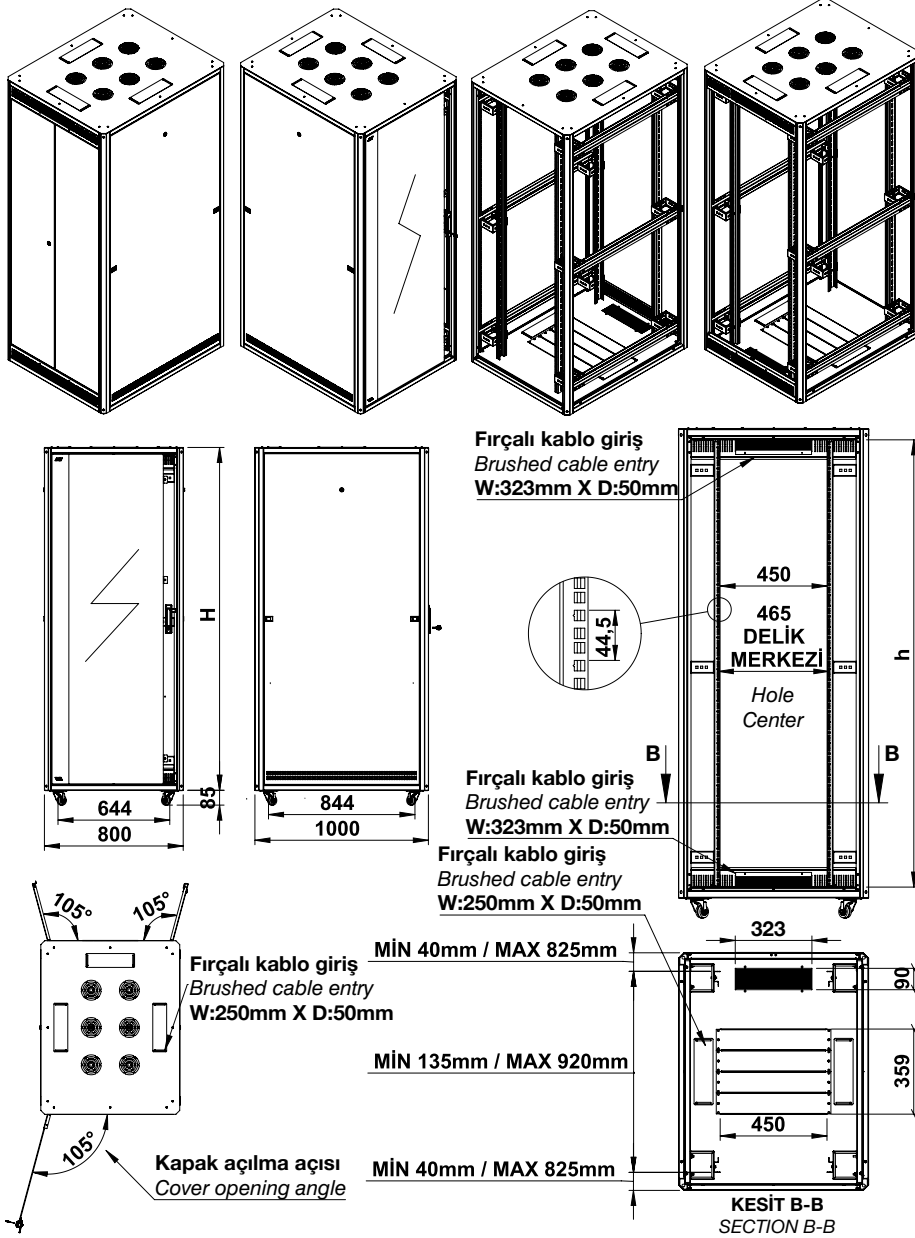 Fırçalı kablo giriş
Brushed cable entry
W:323mm X D:50mm
450
465
DELİK
MERKEZİ
Hole
Center
44,5
h
H
B
B
85
644
800
844
1000
Fırçalı kablo giriş
Brushed cable entry
W:323mm X D:50mm
Fırçalı kablo giriş
Brushed cable entry
W:250mm X D:50mm
105°
105°
Fırçalı kablo giriş
Brushed cable entry
W:250mm X D:50mm
105°
Kapak açılma açısı
Cover opening angle
MİN 40mm / MAX 825mm
323
90
MİN 135mm / MAX 920mm
359
450
MİN 40mm / MAX 825mm
KESİT B-B
SECTION B-B